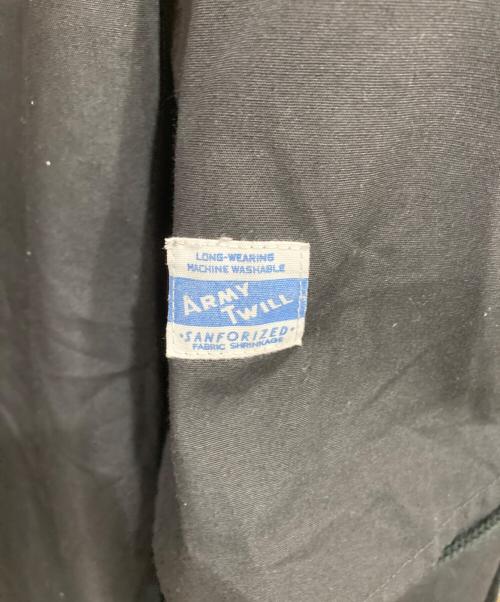 LONG-WEARING
MACHINE WASHABLE
ARMY
TWILL
·SANFORIZED·
FABRIC SHRINKAGE